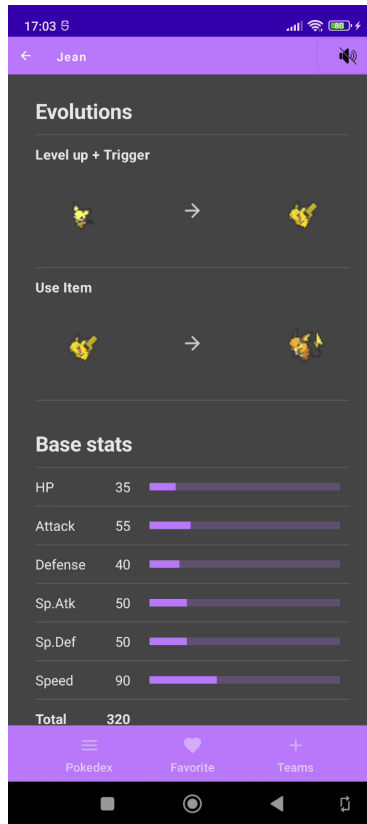 17:03
80
Jean
Evolutions
Level up + Trigger
Use Item
Base stats
HP 35
Attack 55
Defense 40
Sp.Atk 50
Sp.Def 50
Speed 90
Total 320
Pokedex Favorite Teams